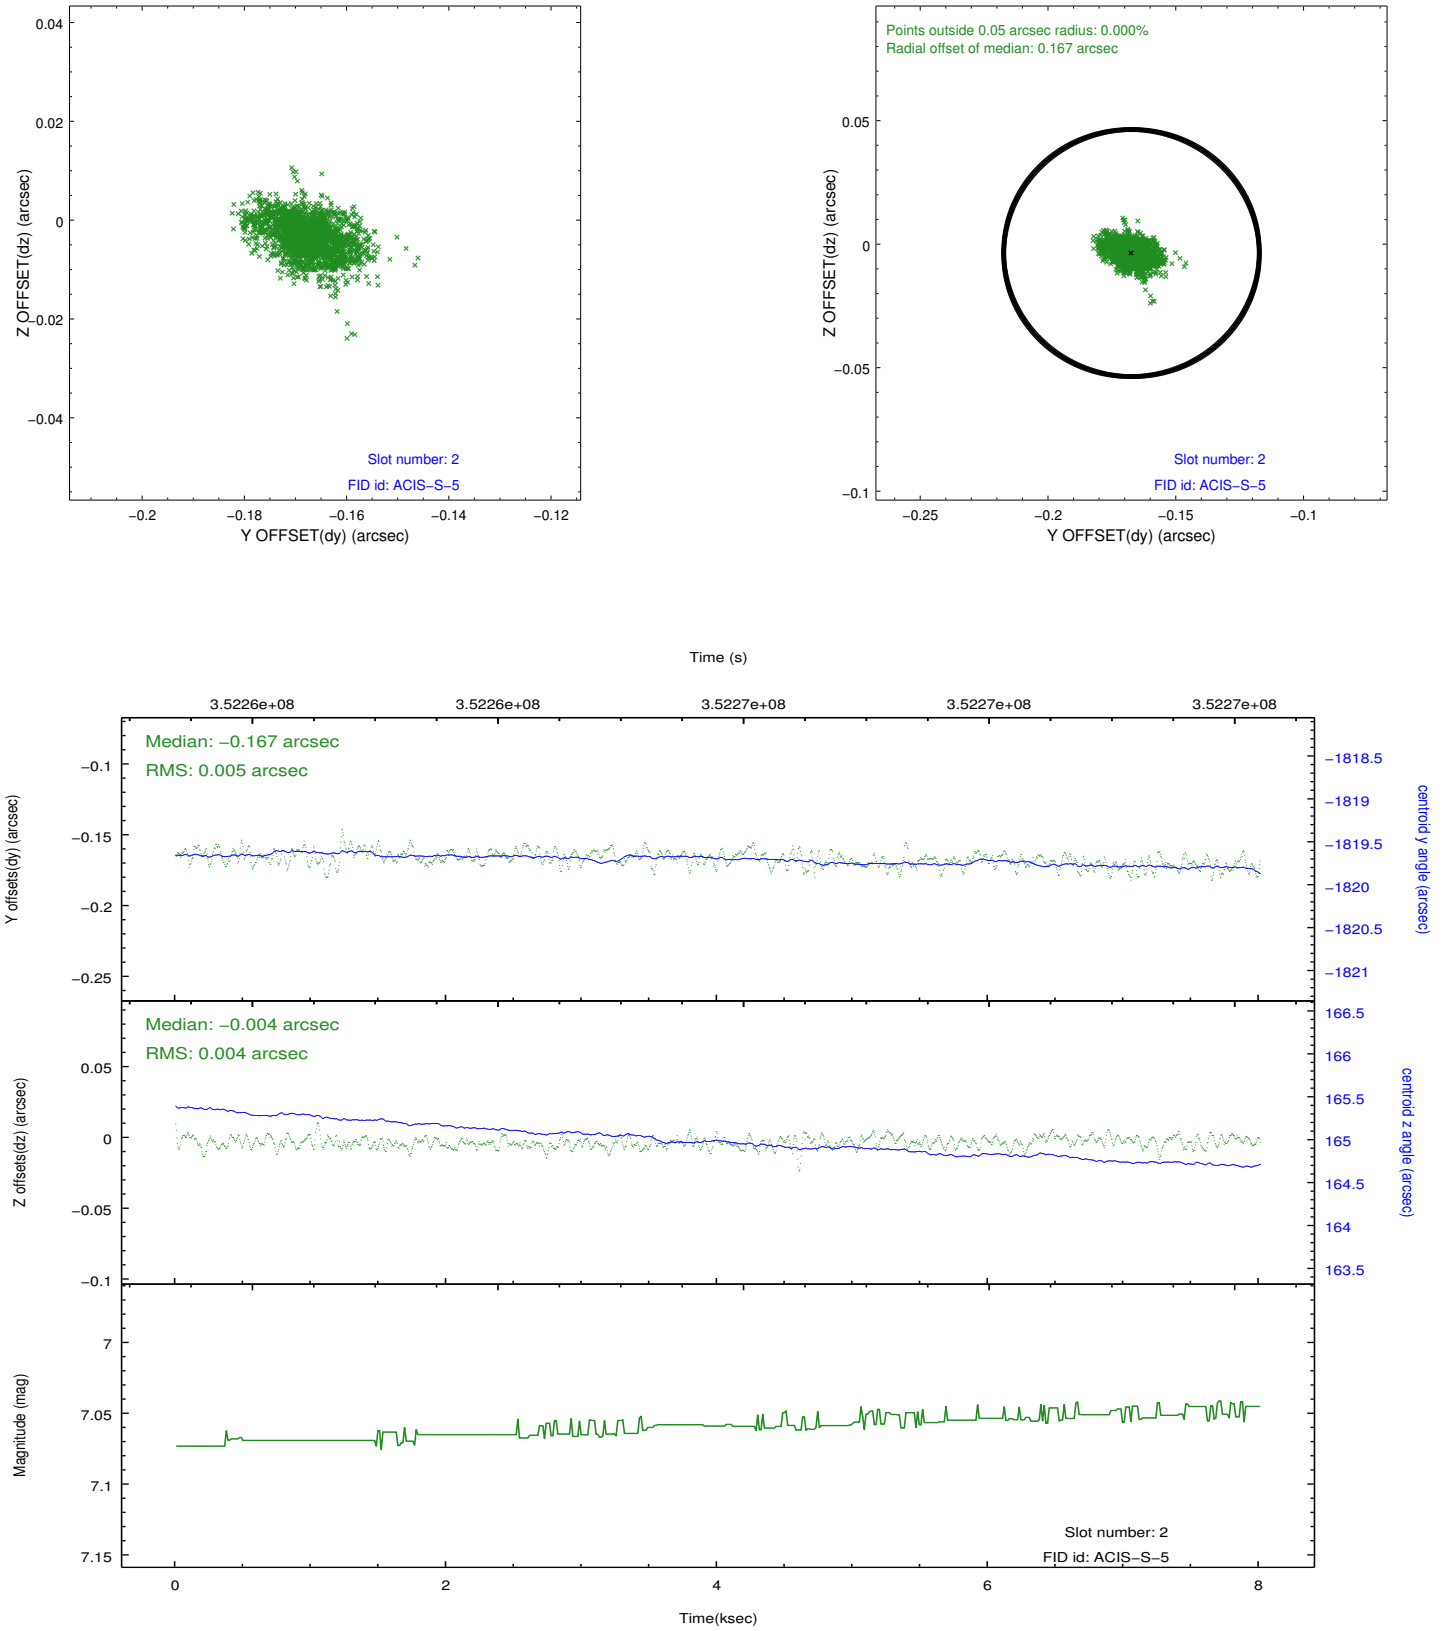 0.04
0.02
0
−0.02
−0.04
Z OFFSET(dz) (arcsec)
Slot number: 2
FID id: ACIS−S−5
−0.2
−0.18
−0.16
−0.14
−0.12
Y OFFSET(dy) (arcsec)
Points outside 0.05 arcsec radius: 0.000%
Radial offset of median: 0.167 arcsec
0.05
0
−0.05
−0.1
Z OFFSET(dz) (arcsec)
Slot number: 2
FID id: ACIS−S−5
−0.25
−0.2
−0.15
−0.1
Y OFFSET(dy) (arcsec)
Time (s)
3.5226e+08
3.5226e+08
3.5227e+08
3.5227e+08
3.5227e+08
Median: −0.167 arcsec
RMS: 0.005 arcsec
−0.1
−0.15
−0.2
−0.25
Y offsets(dy) (arcsec)
−1818.5
−1819
−1819.5
−1820
−1820.5
−1821
centroid y angle (arcsec)
Median: −0.004 arcsec
RMS: 0.004 arcsec
0.05
0
−0.05
−0.1
Z offsets(dz) (arcsec)
166.5
166
165.5
165
164.5
164
163.5
centroid z angle (arcsec)
7
7.05
7.1
7.15
Magnitude (mag)
Slot number: 2
FID id: ACIS−S−5
0
2
4
6
8
Time(ksec)